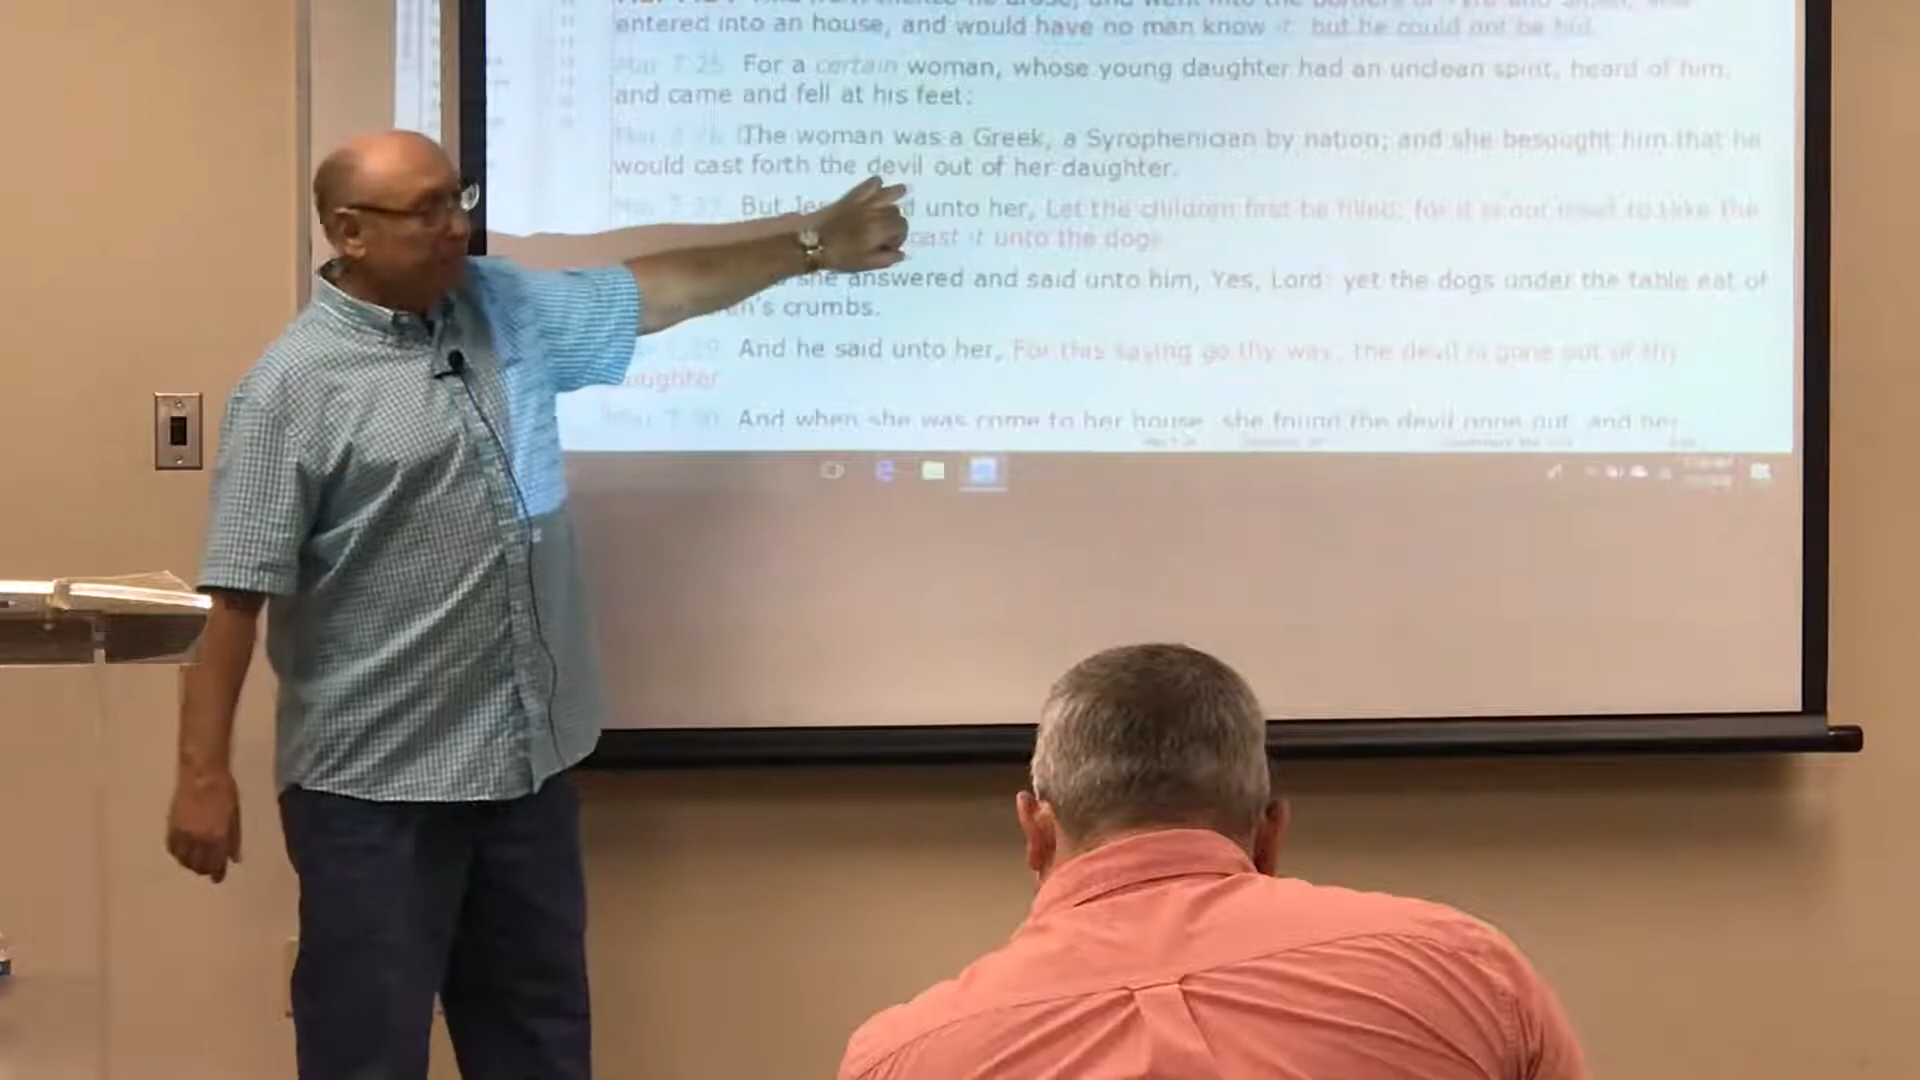 entered into an house, and would have no man know it: but he could not be hid.
Mar 7:25 For a certain woman, whose young daughter had an unclean spirit, heard of him,
and came and fell at his feet:
The woman was a Greek, a Syrophenician by nation; and she besought him that he
would cast forth the devil out of her daughter.
But unto her, Let the children first be filled: for it is not meet to take the
cast it unto the dogs
she answered and said unto him, Yes, Lord: yet the dogs under the table eat of
crumbs.
And he said unto her, For this saying go thy way; the devil is gone out of thy
daughter
Mar 7:30 And when she was come to her house, she found the devil gone out, and her